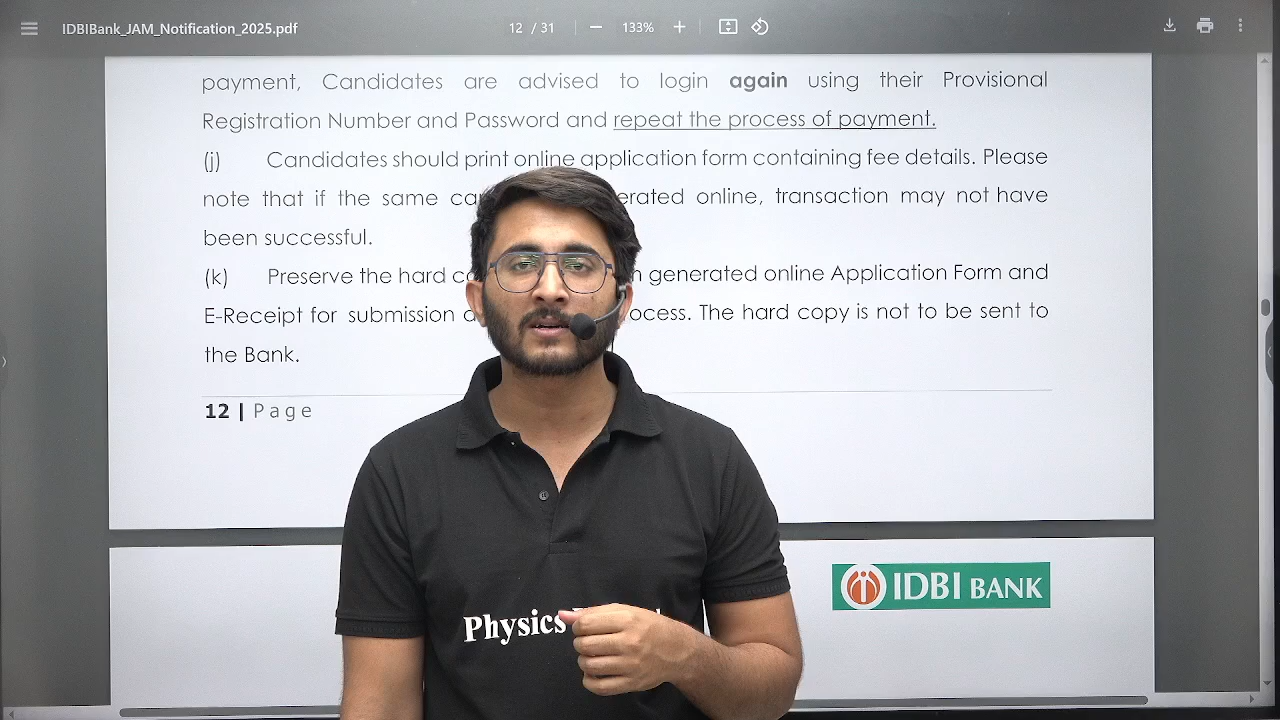 IDBIBank_JAM_Notification_2025.pdf
12 / 31
133%
payment, Candidates are advised to login again using their Provisional
Registration Number and Password and repeat the process of payment.
(j) Candidates should print online application form containing fee details. Please
note that if the same erated online, transaction may not have
been successful.
(k) Preserve the hard generated online Application Form and
E-Receipt for submission ocess. The hard copy is not to be sent to
the Bank.
12 | Page
IDBI BANK
Physics